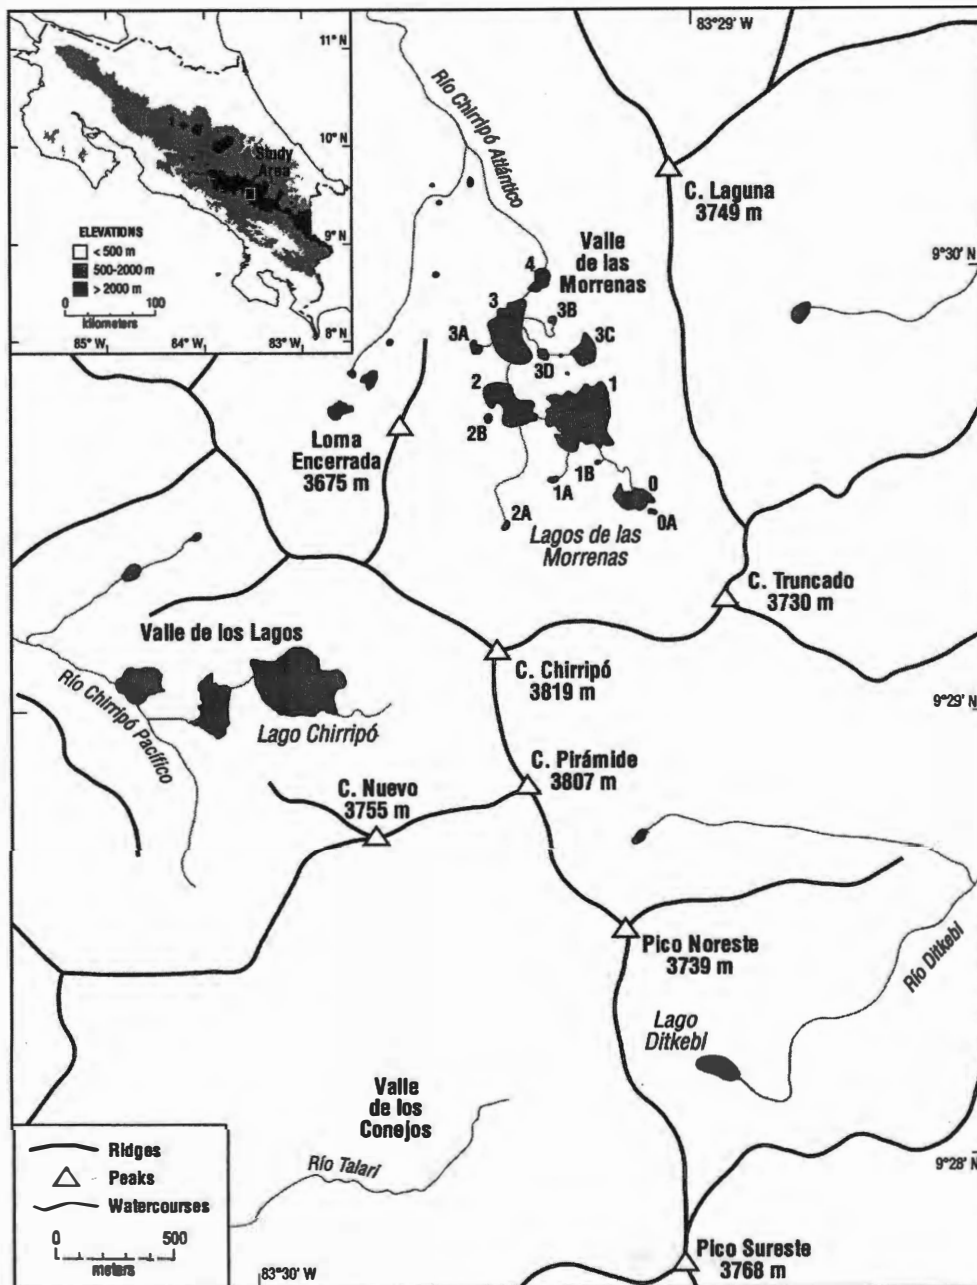 11° N
10° N
9° N
8° N
85° W
84° W
83° W
Study
Area
ELEVATIONS
< 500 m
500-2000 m
> 2000 m
0 100
kilometers
83°29' W
Río Chirripó Atlántico
C. Laguna
3749 m
9°30' N
Valle
de las
Morrenas
4
3
3B
3A
3C
3D
2
1
2B
1B
1A
0
0A
2A
Loma
Encerrada
3675 m
Lagos de las
Morrenas
C. Truncado
3730 m
Valle de los Lagos
C. Chirripó
3819 m
9°29' N
Río Chirripó
Pacífico
Lago Chirripó
C. Pirámide
3807 m
C. Nuevo
3755 m
Pico Noreste
3739 m
Río Ditkebi
Lago
Ditkebi
Valle
de los
Conejos
Río Talari
9°28' N
Ridges
Peaks
Watercourses
0 500
meters
83°30' W
Pico Sureste
3768 m